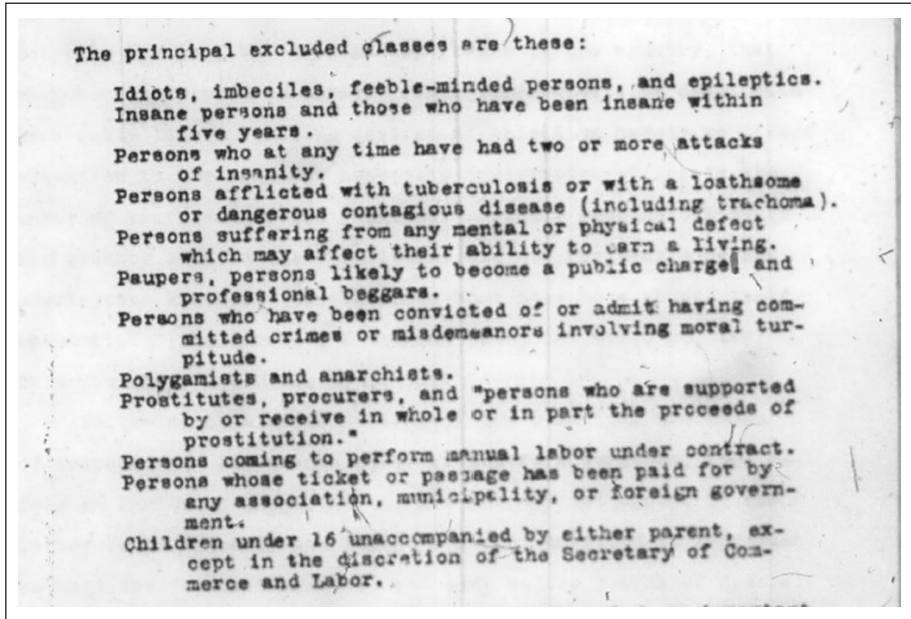 The principal excluded classes are these:
Idiots, imbeciles, feeble-minded persons, and epileptics.
Insane persons and those who have been insane within
five years.
Persons who at any time have had two or more attacks
of insanity.
Persons afflicted with tuberculosis or with a loathsome
or dangerous contagious disease (including trachoma).
Persons suffering from any mental or physical defect
which may affect their ability to earn a living.
Paupers, persons likely to become a public charge and
professional beggars.
Persons who have been convicted of or admit having com-
mitted crimes or misdemeanors involving moral tur-
pitude.
Polygamists and anarchists.
Prostitutes, procurers, and "persons who are supported
by or receive in whole or in part the proceeds of
prostitution."
Persons coming to perform manual labor under contract.
Persons whose ticket or passage has been paid for by
any association, municipality, or foreign govern-
ment.
Children under 16 unaccompanied by either parent, ex-
cept in the discretion of the Secretary of Com-
merce and Labor.